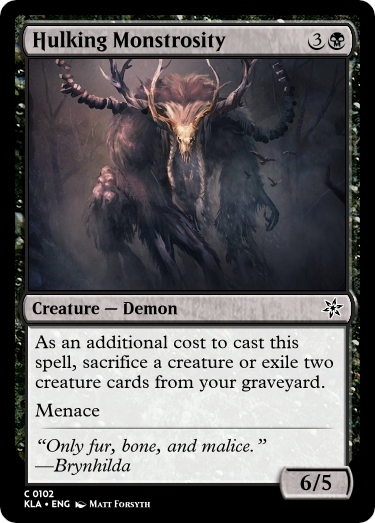 Hulking Monstrosity 3
Creature — Demon
As an additional cost to cast this
spell, sacrifice a creature or exile two
creature cards from your graveyard.
Menace
“Only fur, bone, and malice.”
—Brynhilda
6/5
C 0102
KLA • ENG Matt Forsyth